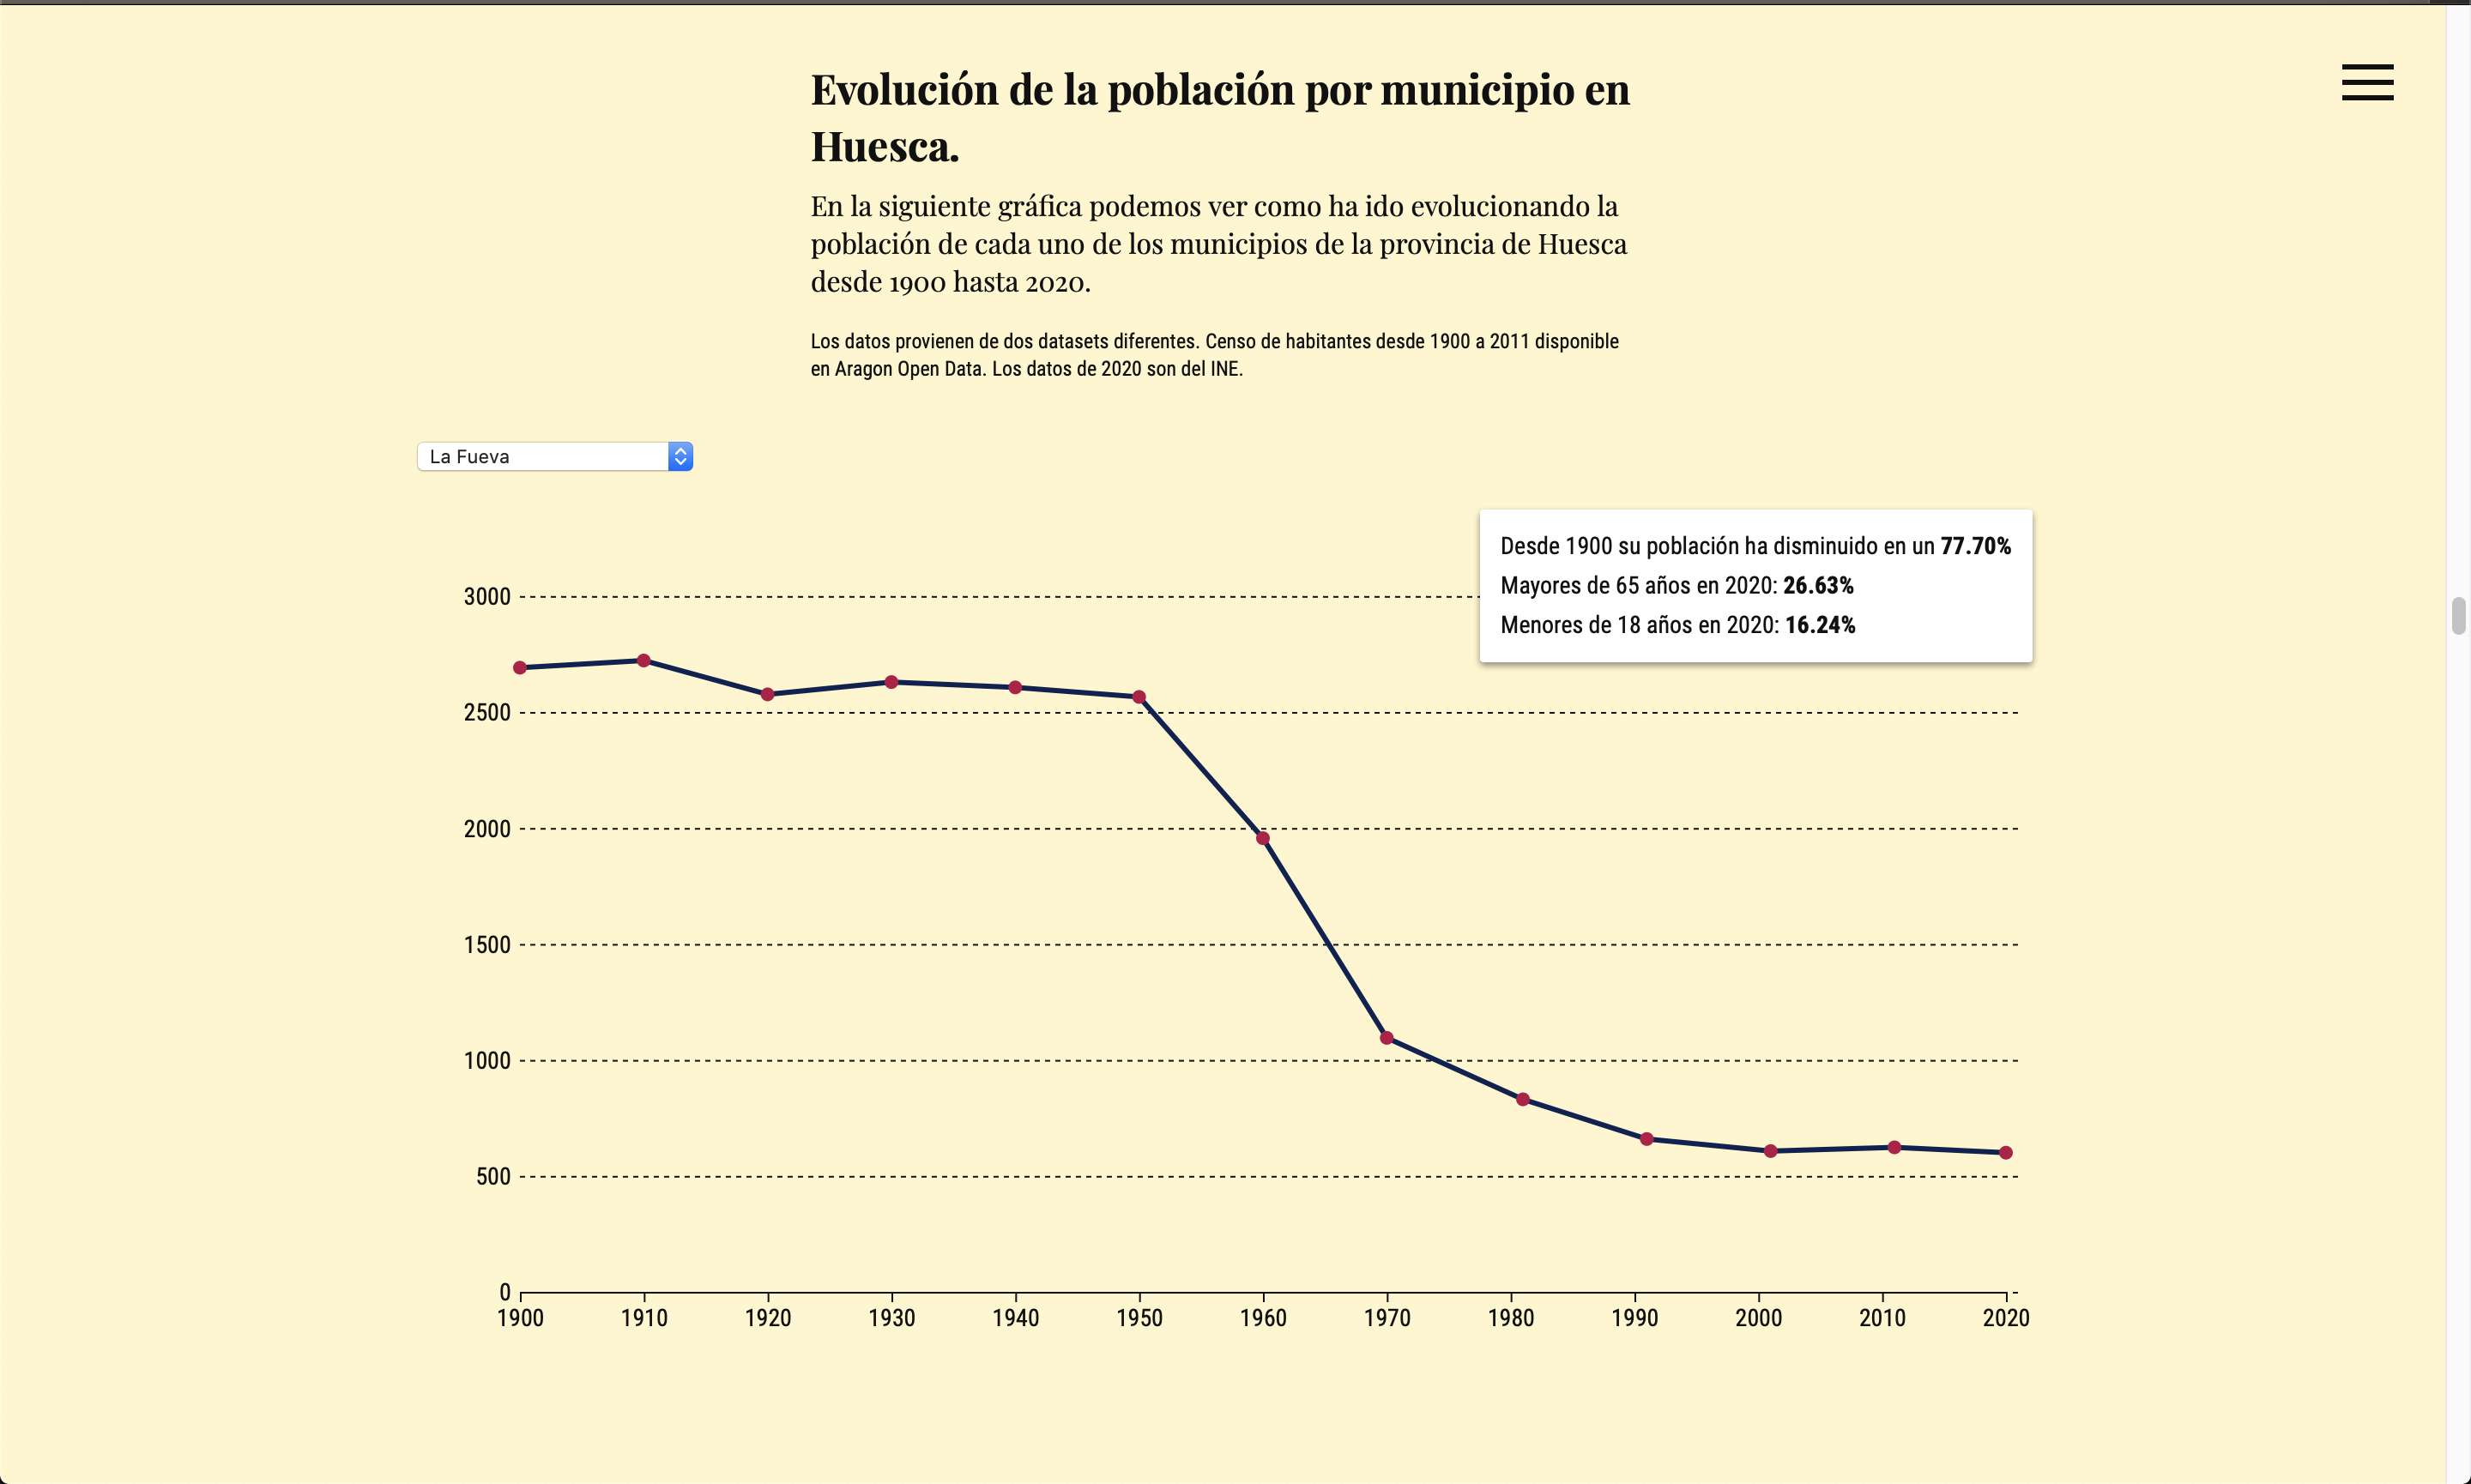 Evolución de la población por municipio en
Huesca.
En la siguiente gráfica podemos ver como ha ido evolucionando la
población de cada uno de los municipios de la provincia de Huesca
desde 1900 hasta 2020.
Los datos provienen de dos datasets diferentes. Censo de habitantes desde 1900 a 2011 disponible
en Aragon Open Data. Los datos de 2020 son del INE.
La Fueva
Desde 1900 su población ha disminuido en un 77.70%
Mayores de 65 años en 2020: 26.63%
Menores de 18 años en 2020: 16.24%
3000
2500
2000
1500
1000
500
0
1900 1910 1920 1930 1940 1950 1960 1970 1980 1990 2000 2010 2020